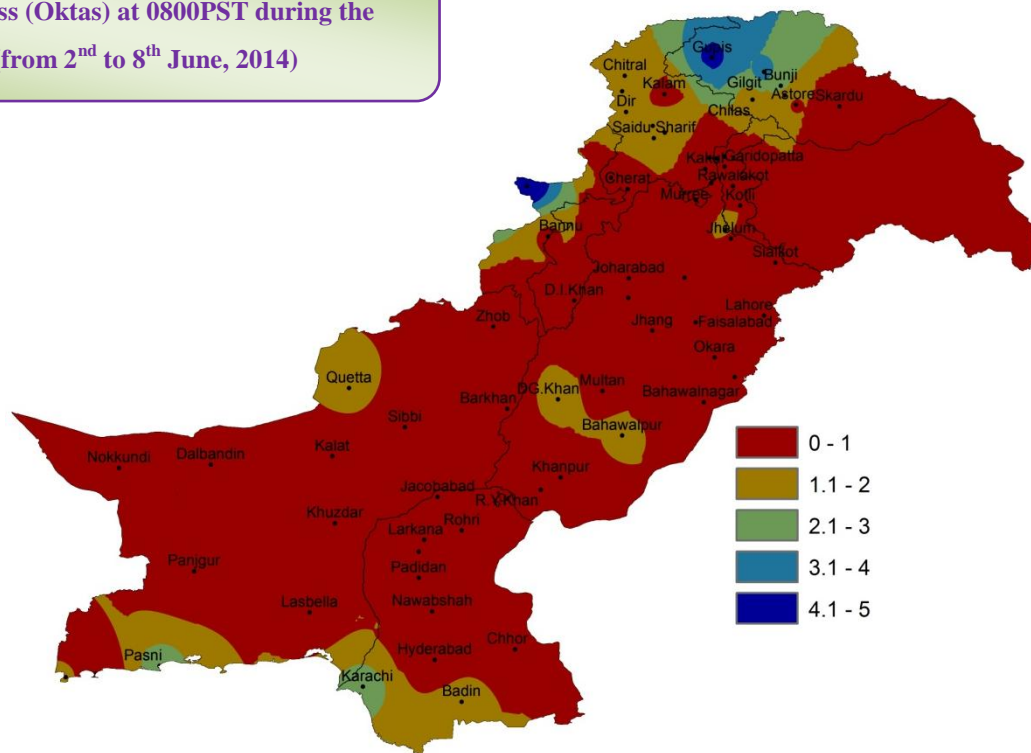 ss (Oktas) at 0800PST during the
from 2nd to 8th June, 2014)
Gupis
Chitral
Bunji
Kalam
Gilgit
Astore
Skardu
Dir
Chilas
Saidu Sharif
Garidopatta
Cherat
Rawalakot
Murree
Kotli
Bannu
Jhelum
Sialkot
Joharabad
D.I.Khan
Lahore
Zhob
Jhang
Faisalabad
Okara
Quetta
DG.Khan
Multan
Barkhan
Bahawalnagar
Sibbi
Bahawalpur
Nokkundi
Dalbandin
Kalat
Khanpur
Jacobabad
R.Y.Khan
Khuzdar
Larkana
Rohri
Panjgur
Padidan
Lasbella
Nawabshah
Chhor
Pasni
Hyderabad
Karachi
Badin
0 - 1
1.1 - 2
2.1 - 3
3.1 - 4
4.1 - 5